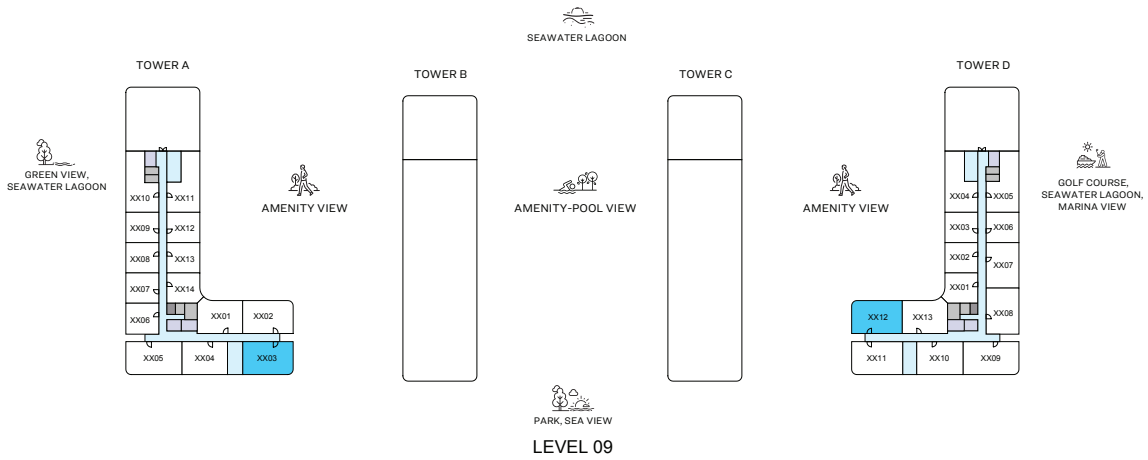 SEAWATER LAGOON
TOWER A
TOWER B
TOWER C
TOWER D
GREEN VIEW,
SEAWATER LAGOON
AMENITY VIEW
AMENITY-POOL VIEW
AMENITY VIEW
GOLF COURSE,
SEAWATER LAGOON,
MARINA VIEW
XX10 XX11
XX09 XX12
XX08 XX13
XX07 XX14
XX06 XX01 XX02
XX05 XX04 XX03
XX04 XX05
XX03 XX06
XX02 XX07
XX01
XX12 XX13 XX08
XX11 XX10 XX09
PARK, SEA VIEW
LEVEL 09